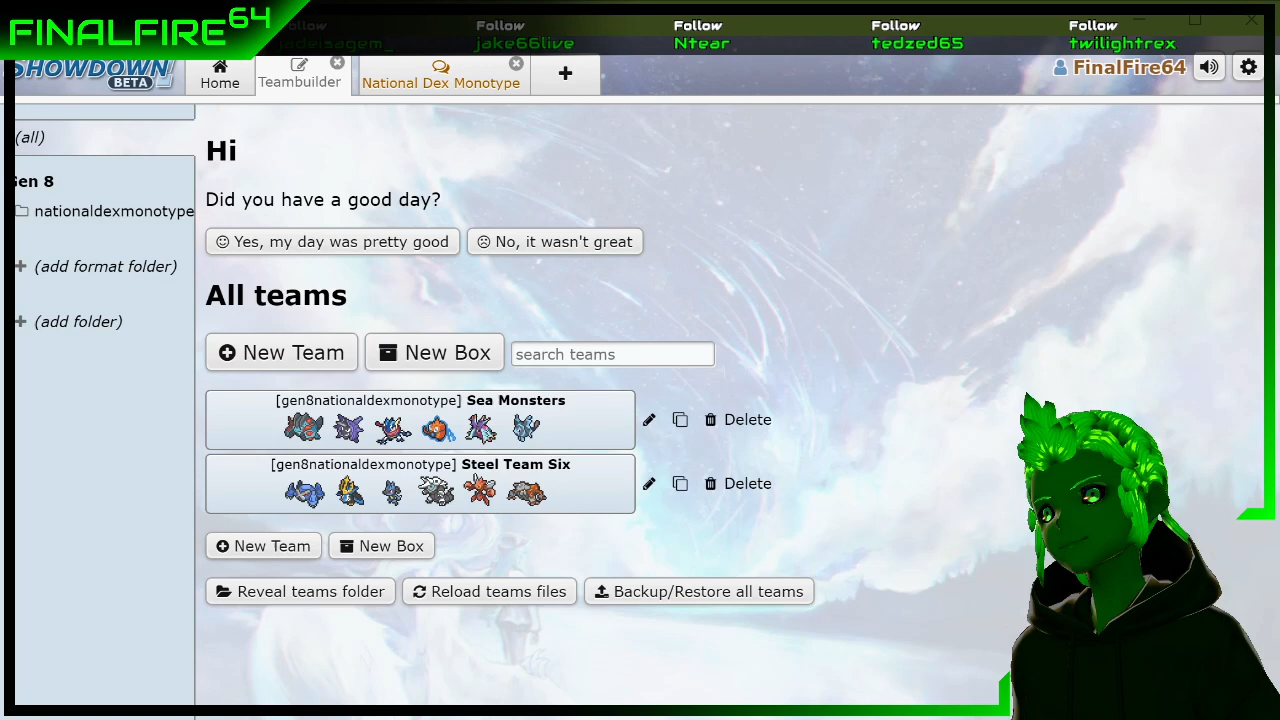 FINALFIRE64
Follow
jadeisagem_
Follow
jake66live
Follow
Ntear
Follow
tedzed65
Follow
twilightrex
SHOWDOWN
BETA
Home
Teambuilder
National Dex Monotype
FinalFire64
(all)
Gen 8
nationaldexmonotype
(add format folder)
(add folder)
Hi
Did you have a good day?
Yes, my day was pretty good
No, it wasn't great
All teams
New Team
New Box
search teams
[gen8nationaldexmonotype] Sea Monsters
Delete
[gen8nationaldexmonotype] Steel Team Six
Delete
New Team
New Box
Reveal teams folder
Reload teams files
Backup/Restore all teams